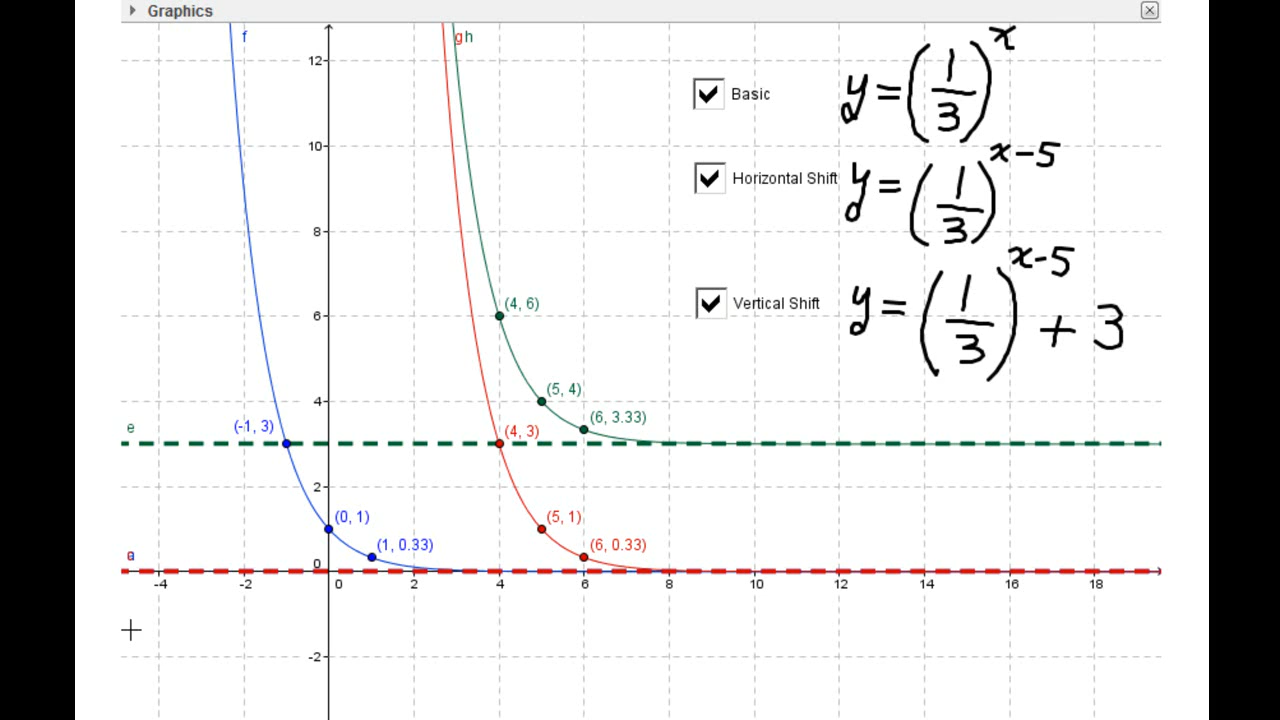 Graphics
f
g h
12
Basic
y = (1/3)^x
10
Horizontal Shift
y = (1/3)^(x-5)
8
Vertical Shift
y = (1/3)^(x-5) + 3
(4, 6)
6
(5, 4)
4
(6, 3.33)
(-1, 3)
e
(4, 3)
2
(0, 1)
(5, 1)
(1, 0.33)
(6, 0.33)
0
-4 -2 0 2 4 6 8 10 12 14 16 18
-2